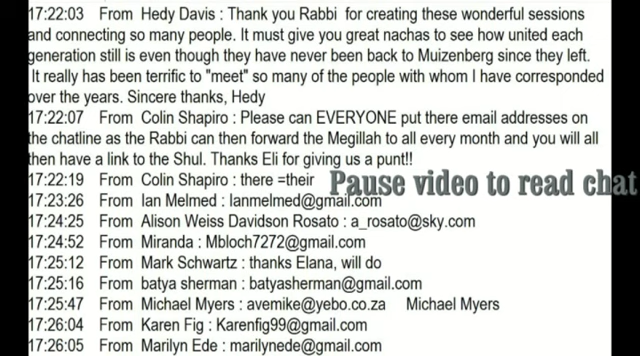 17:22:03 From Hedy Davis : Thank you Rabbi for creating these wonderful sessions
and connecting so many people. It must give you great nachas to see how united each
generation still is even though they have never been back to Muizenberg since they left.
It really has been terrific to "meet" so many of the people with whom I have corresponded
over the years. Sincere thanks, Hedy
17:22:07 From Colin Shapiro : Please can EVERYONE put there email addresses on
the chatline as the Rabbi can then forward the Megillah to all every month and you will all
then have a link to the Shul. Thanks Eli for giving us a punt!!
17:22:19 From Colin Shapiro : there =their
Pause video to read chat
17:23:26 From Ian Melmed : Ianmelmed@gmail.com
17:24:25 From Alison Weiss Davidson Rosato : a_rosato@sky.com
17:24:52 From Miranda : Mbloch7272@gmail.com
17:25:12 From Mark Schwartz : thanks Elana, will do
17:25:16 From batya sherman : batyasherman@gmail.com
17:25:47 From Michael Myers : avemike@yebo.co.za Michael Myers
17:26:04 From Karen Fig : Karenfig99@gmail.com
17:26:05 From Marilyn Ede : marilynede@gmail.com